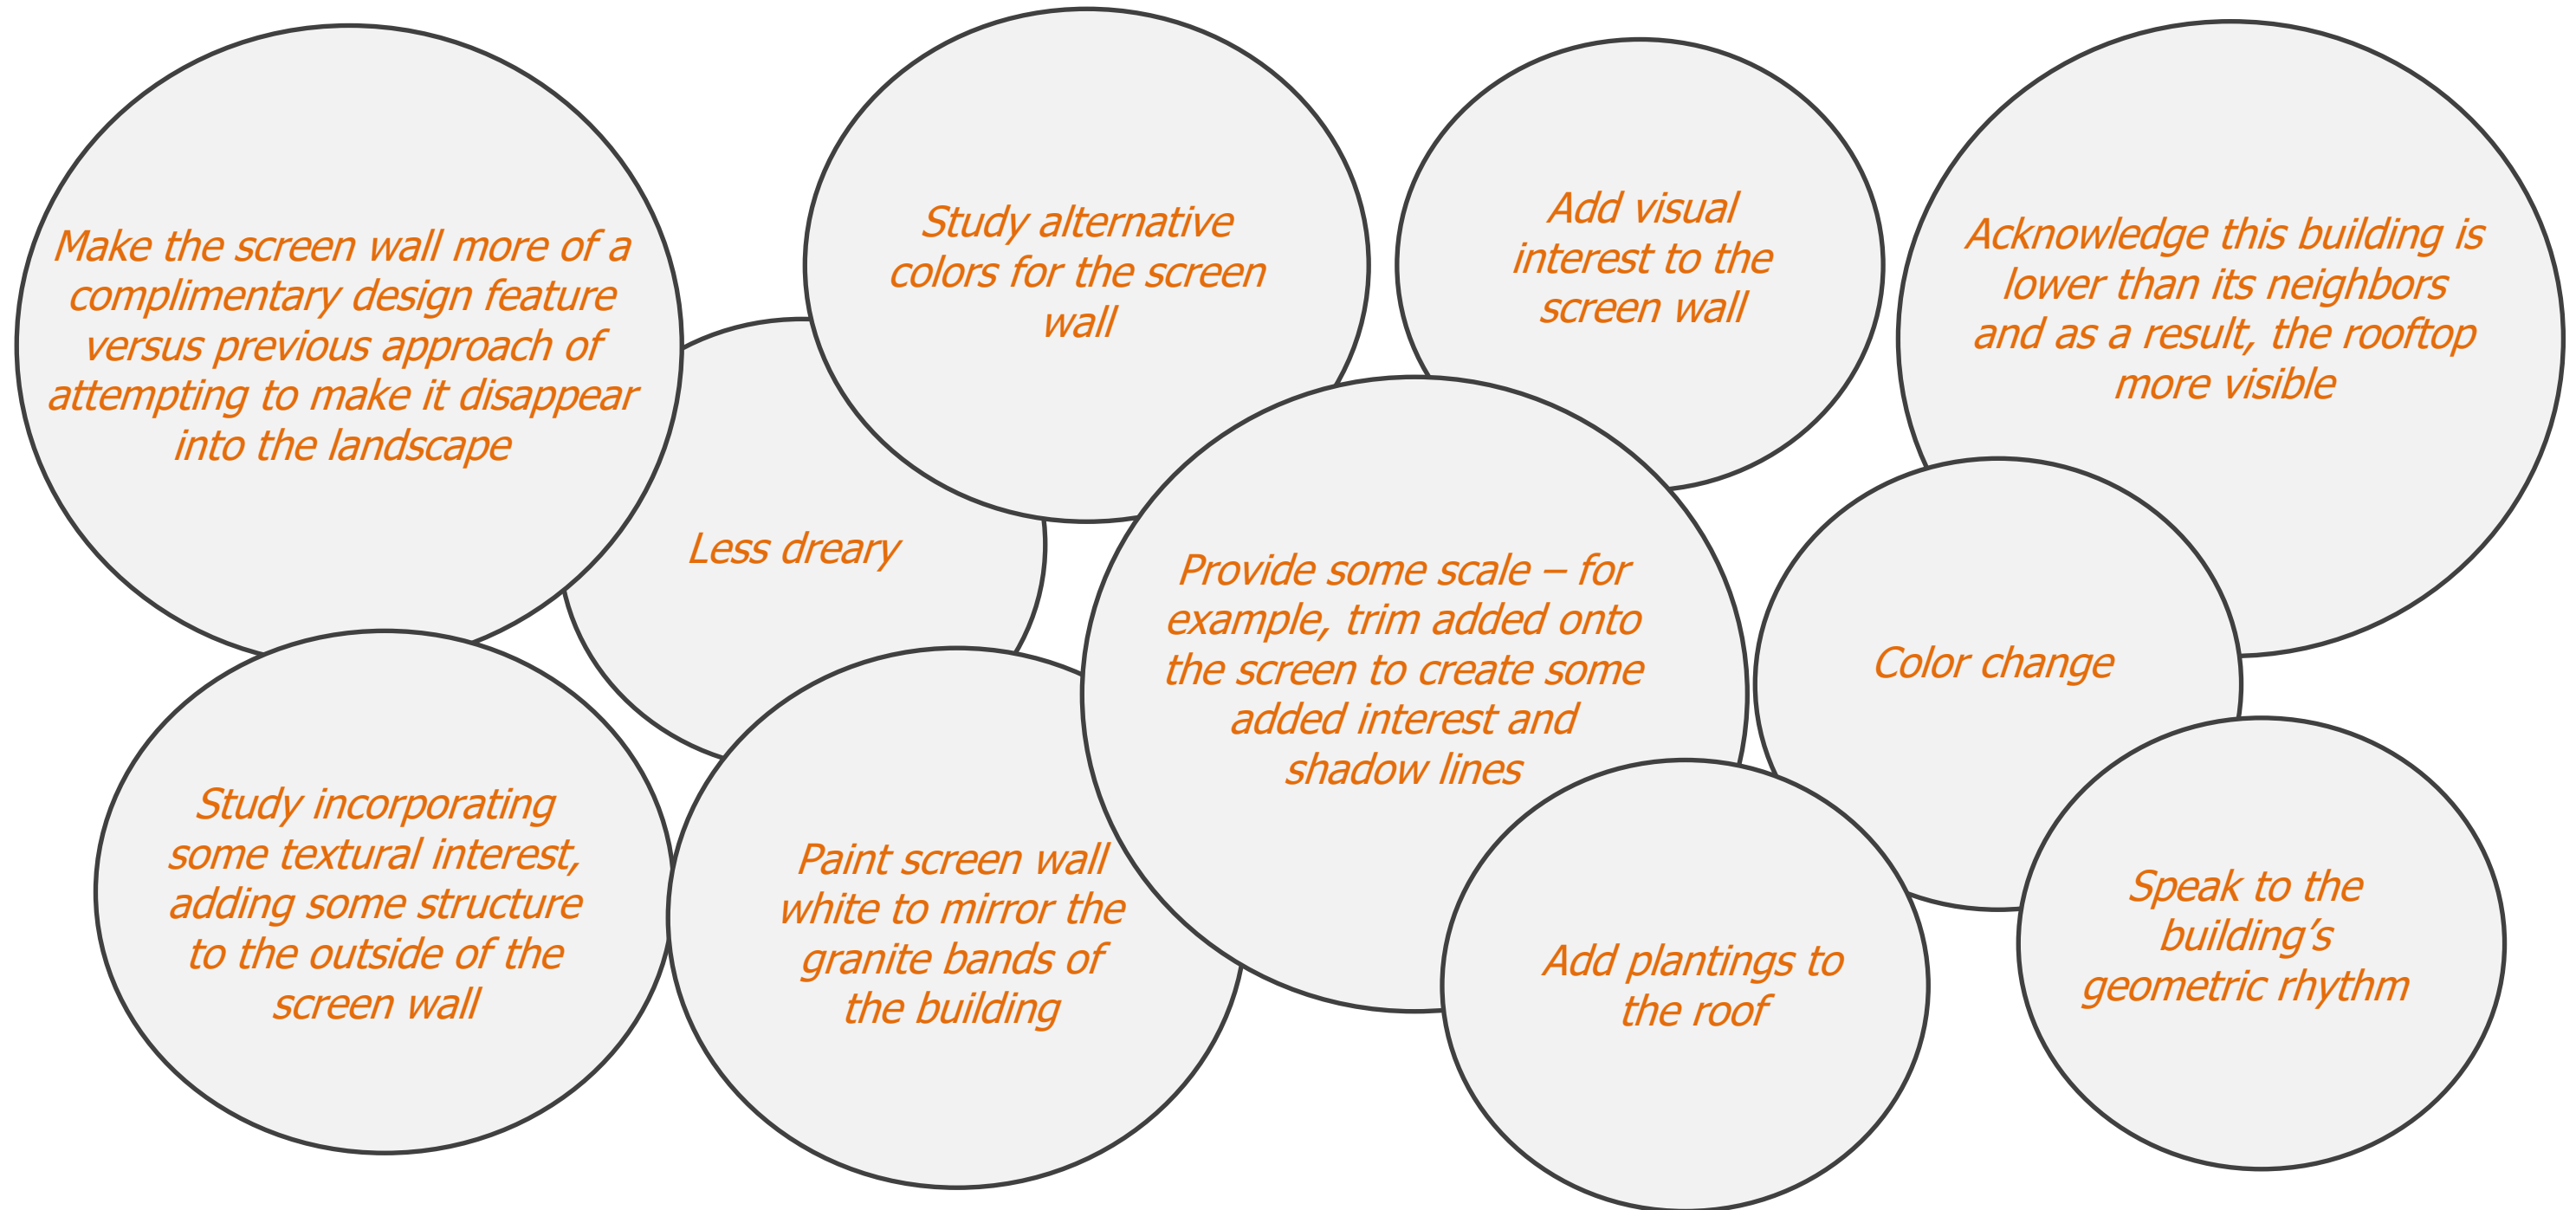 Make the screen wall more of a
complimentary design feature
versus previous approach of
attempting to make it disappear
into the landscape
Study alternative
colors for the screen
wall
Add visual
interest to the
screen wall
Acknowledge this building is
lower than its neighbors
and as a result, the rooftop
more visible
Less dreary
Provide some scale – for
example, trim added onto
the screen to create some
added interest and
shadow lines
Color change
Study incorporating
some textural interest,
adding some structure
to the outside of the
screen wall
Paint screen wall
white to mirror the
granite bands of
the building
Add plantings to
the roof
Speak to the
building’s
geometric rhythm